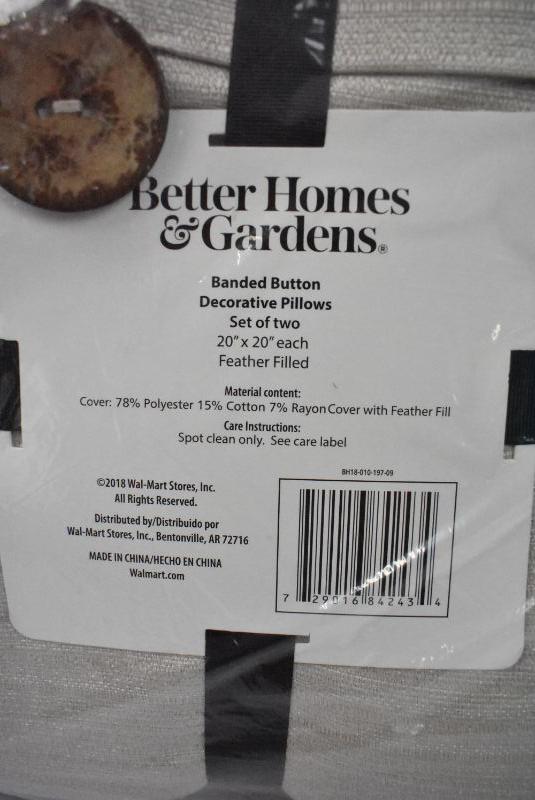 Better Homes
& Gardens®
Banded Button
Decorative Pillows
Set of two
20" x 20" each
Feather Filled
Material content:
Cover: 78% Polyester 15% Cotton 7% Rayon Cover with Feather Fill
Care Instructions:
Spot clean only. See care label
©2018 Wal-Mart Stores, Inc.
All Rights Reserved.
Distributed by/Distribuido por
Wal-Mart Stores, Inc., Bentonville, AR 72716
MADE IN CHINA/HECHO EN CHINA
Walmart.com
BH18-010-197-09
7 29016 84243 4